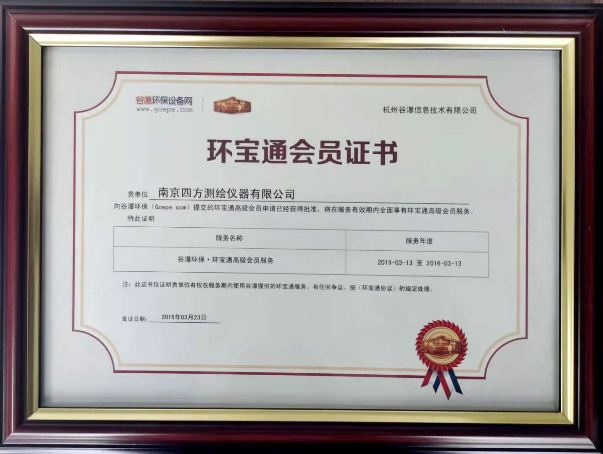 谷瀑环保设备网
www.goepe.com
杭州谷瀑信息技术有限公司
环宝通会员证书
贵单位 南京四方测绘仪器有限公司
向谷瀑环保（Goepe.com）提交的环宝通高级会员申请已经获得批准，将在服务有效期内全面享有环宝通高级会员服务。
特此证明
服务名称 服务年度
谷瀑环保·环宝通高级会员服务 2015-03-13 至 2016-03-13
注：此证书仅证明贵单位有权在服务期内使用谷瀑提供的环宝通服务，有任何争议，按《环宝通协议》的规定处理。
发证日期： 2015年03月23日